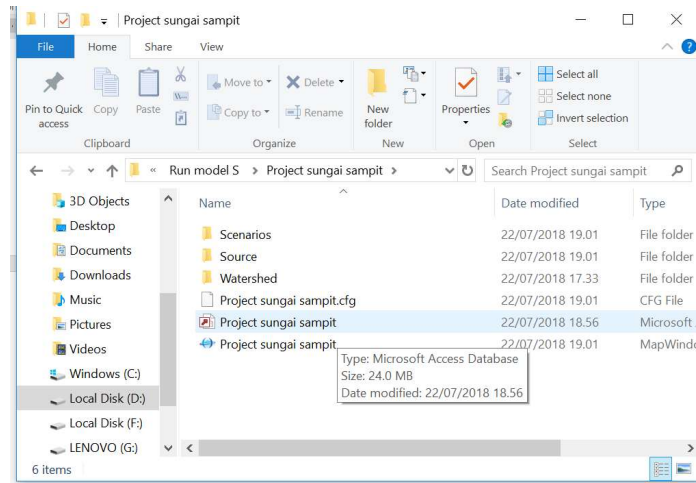 Project sungai sampit
File Home Share View
Pin to Quick access
Copy
Paste
Clipboard
Move to
Copy to
Delete
Rename
Organize
New folder
New
Properties
Open
Select all
Select none
Invert selection
Select
« Run model S > Project sungai sampit >
Search Project sungai sampit
3D Objects
Desktop
Documents
Downloads
Music
Pictures
Videos
Windows (C:)
Local Disk (D:)
Local Disk (F:)
LENOVO (G:)
Name Date modified Type
Scenarios 22/07/2018 19.01 File folder
Source 22/07/2018 19.01 File folder
Watershed 22/07/2018 17.33 File folder
Project sungai sampit.cfg 22/07/2018 19.01 CFG File
Project sungai sampit 22/07/2018 18.56 Microsoft
Project sungai sampit 22/07/2018 19.01 MapWind
Type: Microsoft Access Database
Size: 24.0 MB
Date modified: 22/07/2018 18.56
6 items